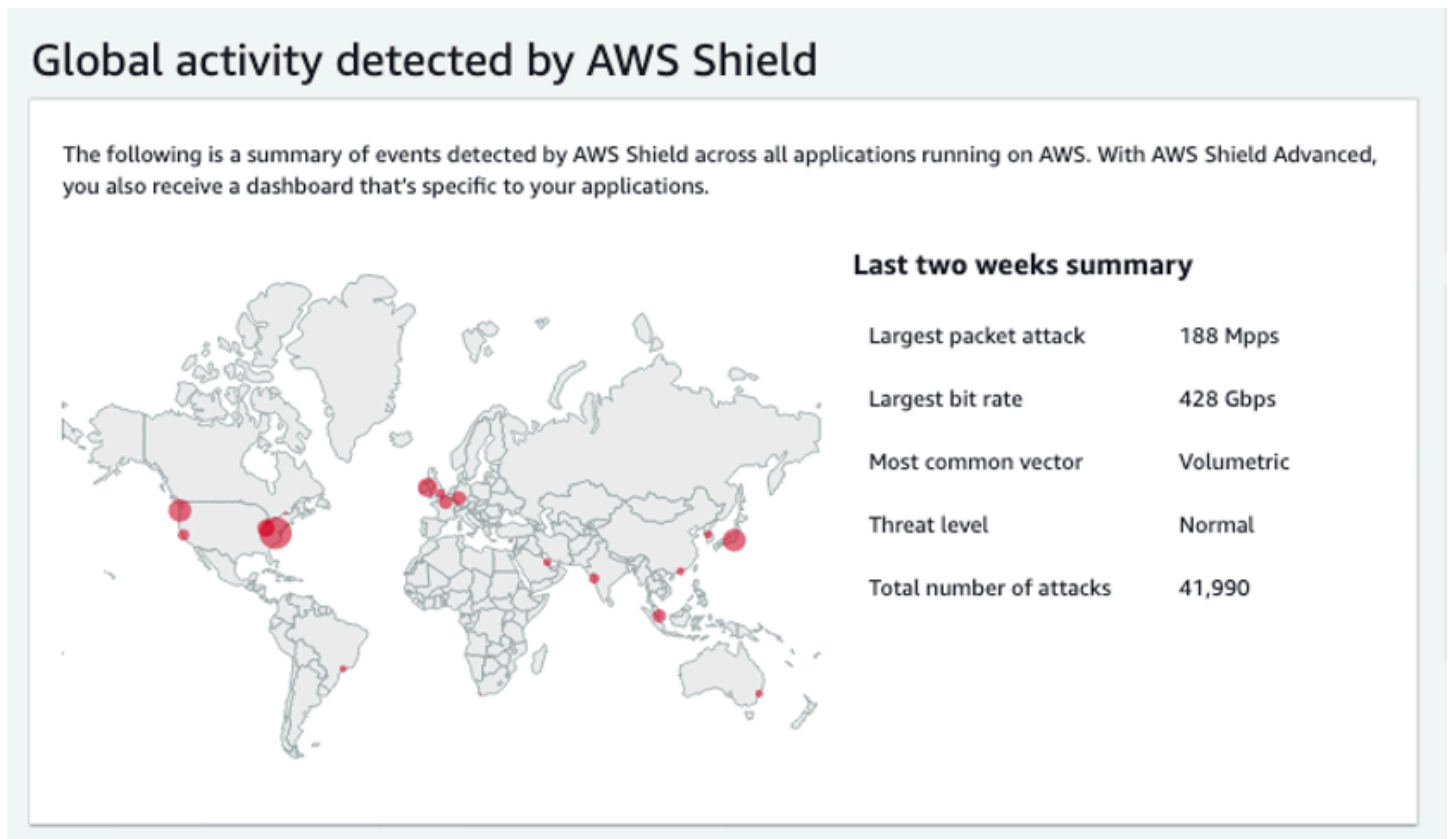 Global activity detected by AWS Shield
The following is a summary of events detected by AWS Shield across all applications running on AWS. With AWS Shield Advanced,
you also receive a dashboard that's specific to your applications.
Last two weeks summary
Largest packet attack 188 Mpps
Largest bit rate 428 Gbps
Most common vector Volumetric
Threat level Normal
Total number of attacks 41,990